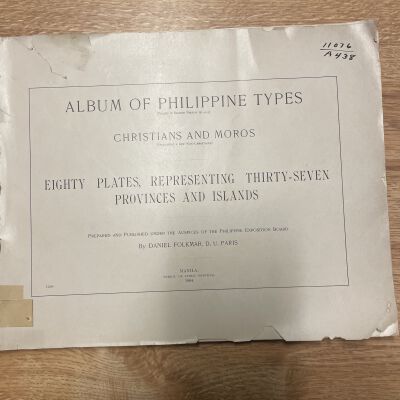 11076
A438
ALBUM OF PHILIPPINE TYPES
CHRISTIANS AND MOROS
EIGHTY PLATES, REPRESENTING THIRTY-SEVEN
PROVINCES AND ISLANDS
PREPARED AND PUBLISHED UNDER THE AUSPICES OF THE PHILIPPINE EXPOSITION BOARD
BY DANIEL FOLKMAR, D. U. PARIS
MANILA
1904